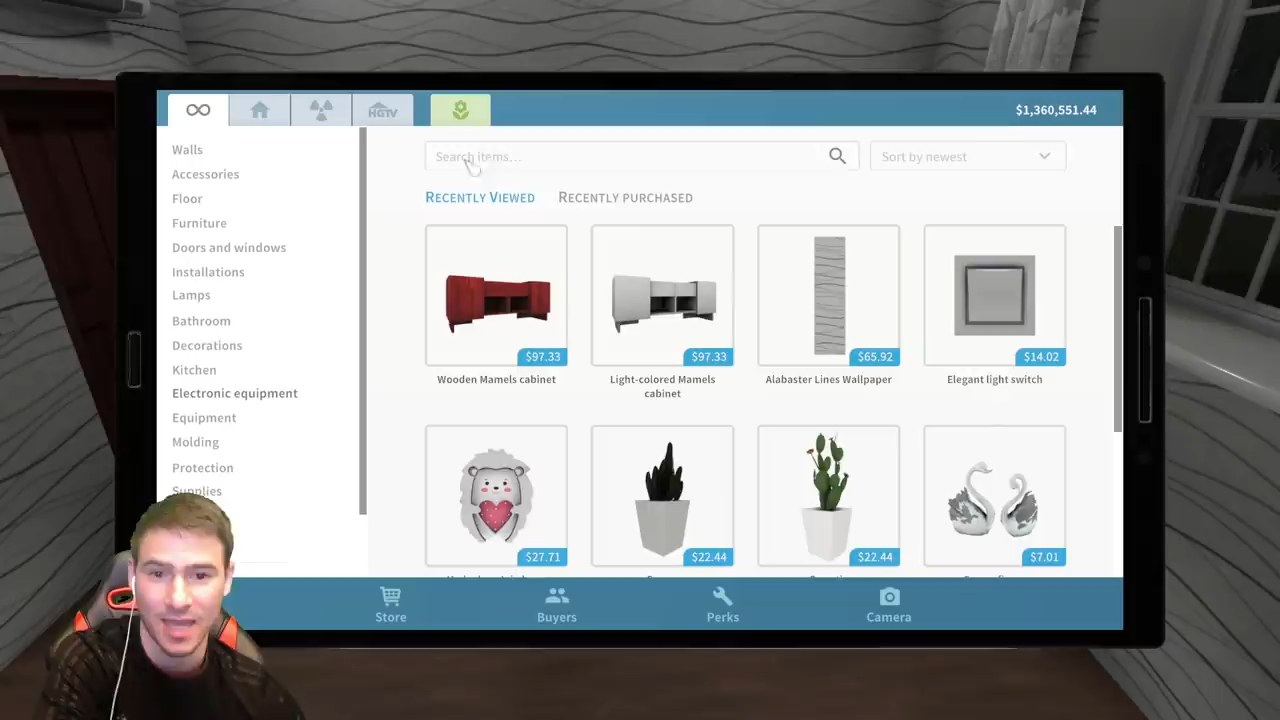 HGTV
$1,360,551.44
Walls
Accessories
Floor
Furniture
Doors and windows
Installations
Lamps
Bathroom
Decorations
Kitchen
Electronic equipment
Equipment
Molding
Protection
Supplies
Search items...
Sort by newest
RECENTLY VIEWED
RECENTLY PURCHASED
$97.33
$97.33
$65.92
$14.02
Wooden Mamels cabinet
Light-colored Mamels
cabinet
Alabaster Lines Wallpaper
Elegant light switch
$27.71
$22.44
$22.44
$7.01
Store
Buyers
Perks
Camera